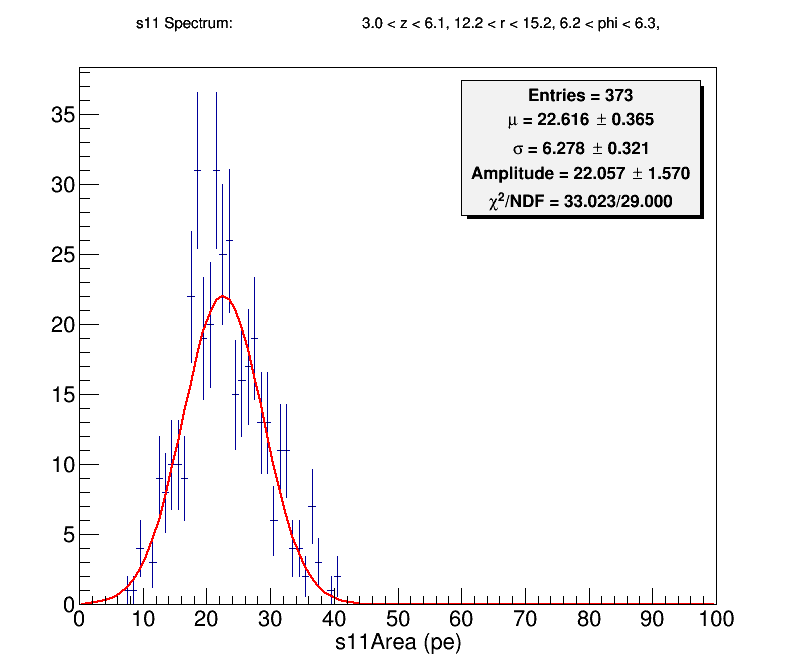 s11 Spectrum: 3.0 < z < 6.1, 12.2 < r < 15.2, 6.2 < phi < 6.3,
Entries = 373
μ = 22.616 ± 0.365
σ = 6.278 ± 0.321
Amplitude = 22.057 ± 1.570
χ²/NDF = 33.023/29.000
35
30
25
20
15
10
5
0
0 10 20 30 40 50 60 70 80 90 100
s11Area (pe)